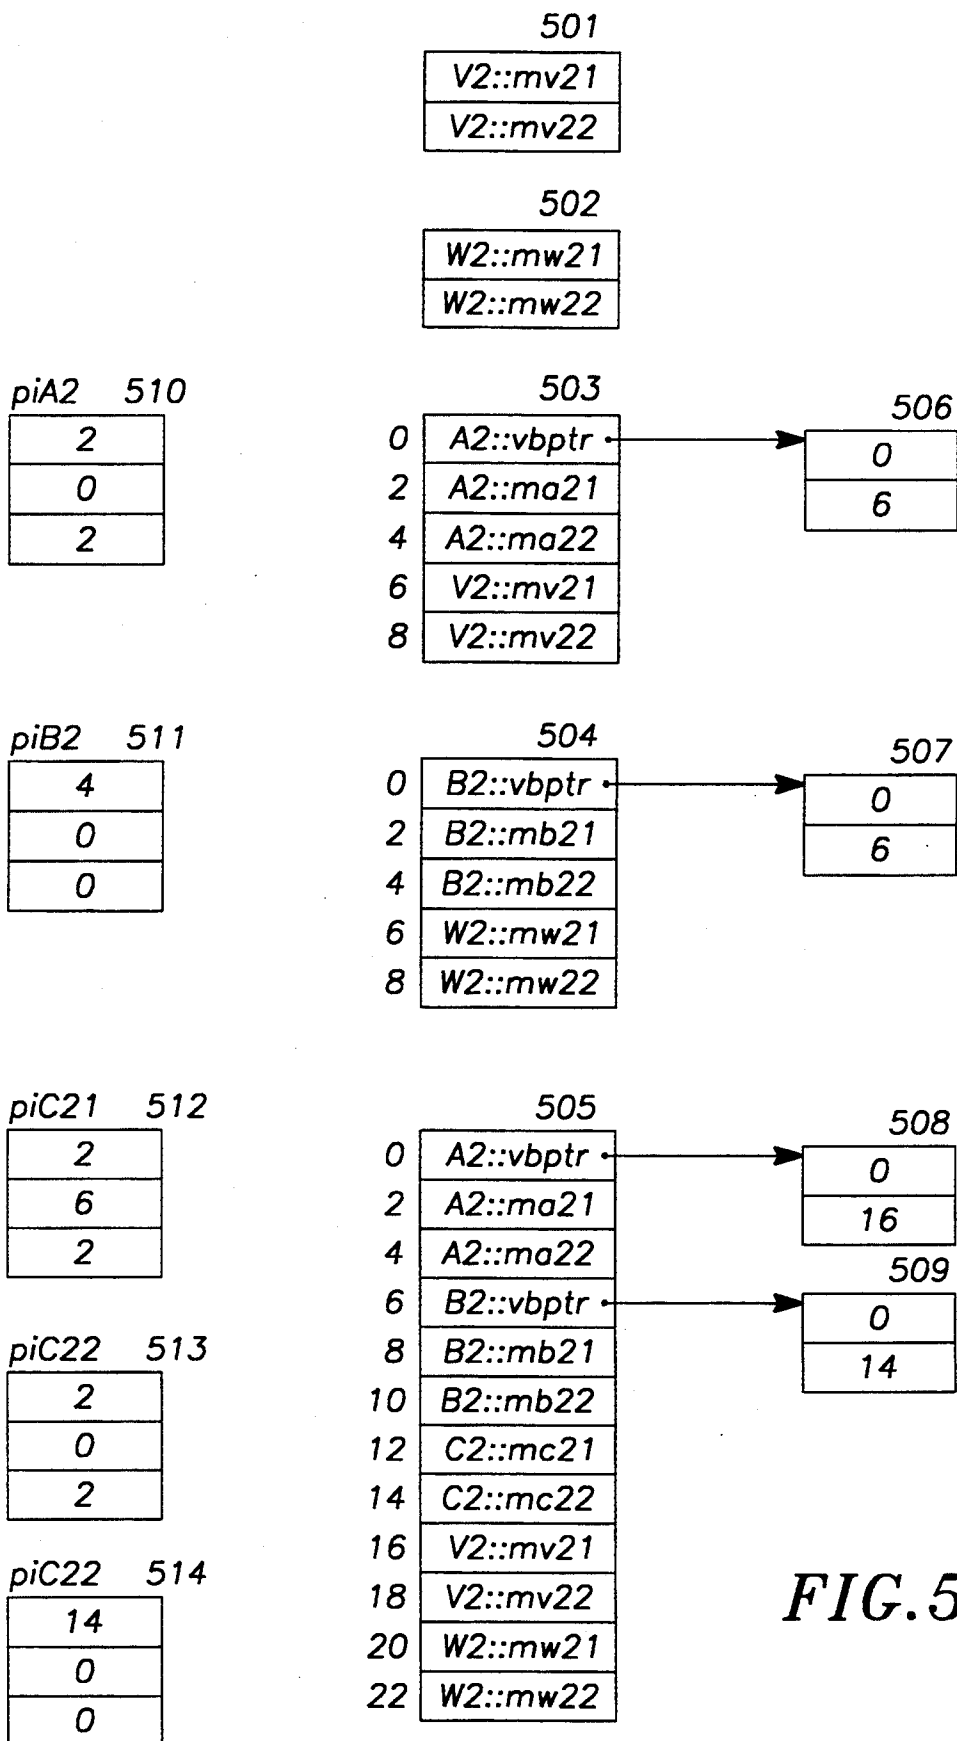 501
V2::mv21
V2::mv22
502
W2::mw21
W2::mw22
piA2 510
2
0
2
503
0 A2::vbptr
2 A2::ma21
4 A2::ma22
6 V2::mv21
8 V2::mv22
506
0
6
piB2 511
4
0
0
504
0 B2::vbptr
2 B2::mb21
4 B2::mb22
6 W2::mw21
8 W2::mw22
507
0
6
piC21 512
2
6
2
piC22 513
2
0
2
piC22 514
14
0
0
505
0 A2::vbptr
2 A2::ma21
4 A2::ma22
6 B2::vbptr
8 B2::mb21
10 B2::mb22
12 C2::mc21
14 C2::mc22
16 V2::mv21
18 V2::mv22
20 W2::mw21
22 W2::mw22
508
0
16
509
0
14
FIG.5